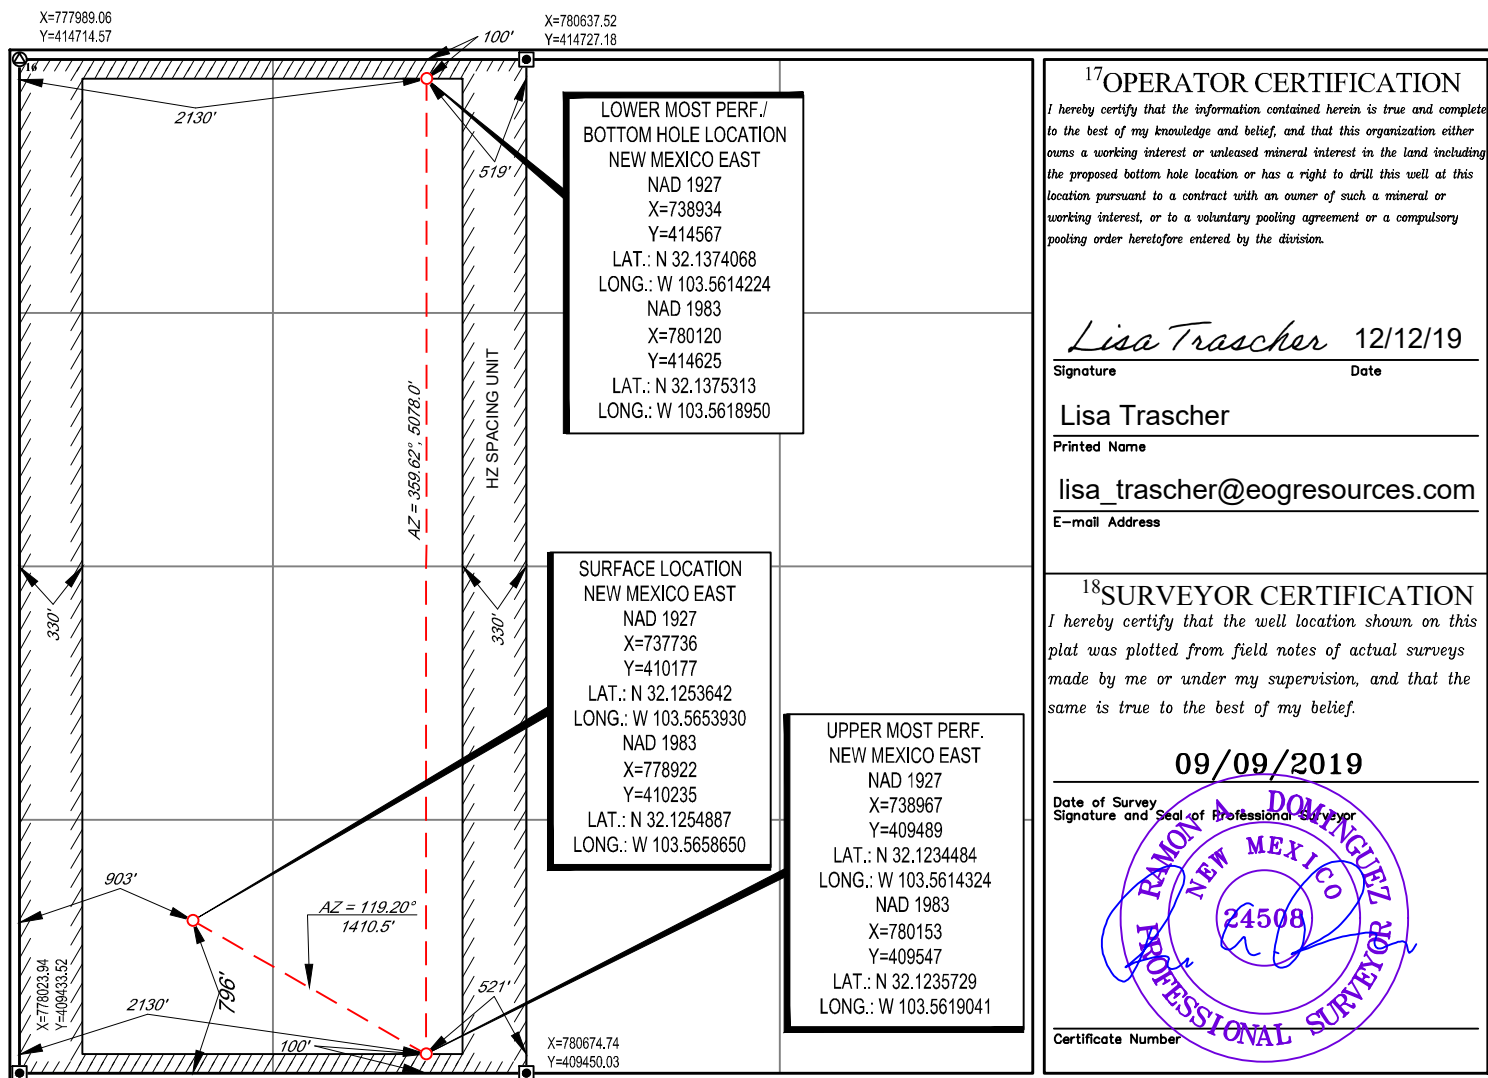 X=777989.06
Y=414714.57
X=780637.52
Y=414727.18
100'
16
2130'
519'
LOWER MOST PERF./
BOTTOM HOLE LOCATION
NEW MEXICO EAST
NAD 1927
X=738934
Y=414567
LAT.: N 32.1374068
LONG.: W 103.5614224
NAD 1983
X=780120
Y=414625
LAT.: N 32.1375313
LONG.: W 103.5618950
AZ = 359.62°, 5078.0'
HZ SPACING UNIT
330'
330'
SURFACE LOCATION
NEW MEXICO EAST
NAD 1927
X=737736
Y=410177
LAT.: N 32.1253642
LONG.: W 103.5653930
NAD 1983
X=778922
Y=410235
LAT.: N 32.1254887
LONG.: W 103.5658650
UPPER MOST PERF.
NEW MEXICO EAST
NAD 1927
X=738967
Y=409489
LAT.: N 32.1234484
LONG.: W 103.5614324
NAD 1983
X=780153
Y=409547
LAT.: N 32.1235729
LONG.: W 103.5619041
903'
AZ = 119.20°
1410.5'
796'
X=778023.94
Y=409433.52
2130'
100'
521'
X=780674.74
Y=409450.03
17OPERATOR CERTIFICATION
I hereby certify that the information contained herein is true and complete
to the best of my knowledge and belief, and that this organization either
owns a working interest or unleased mineral interest in the land including
the proposed bottom hole location or has a right to drill this well at this
location pursuant to a contract with an owner of such a mineral or
working interest, or to a voluntary pooling agreement or a compulsory
pooling order heretofore entered by the division.
Lisa Trascher 12/12/19
Signature Date
Lisa Trascher
Printed Name
lisa_trascher@eogresources.com
E-mail Address
18SURVEYOR CERTIFICATION
I hereby certify that the well location shown on this
plat was plotted from field notes of actual surveys
made by me or under my supervision, and that the
same is true to the best of my belief.
09/09/2019
Date of Survey
Signature and Seal of Professional Surveyor
RAMON A. DOMINGUEZ
NEW MEXICO
24508
PROFESSIONAL SURVEYOR
Certificate Number